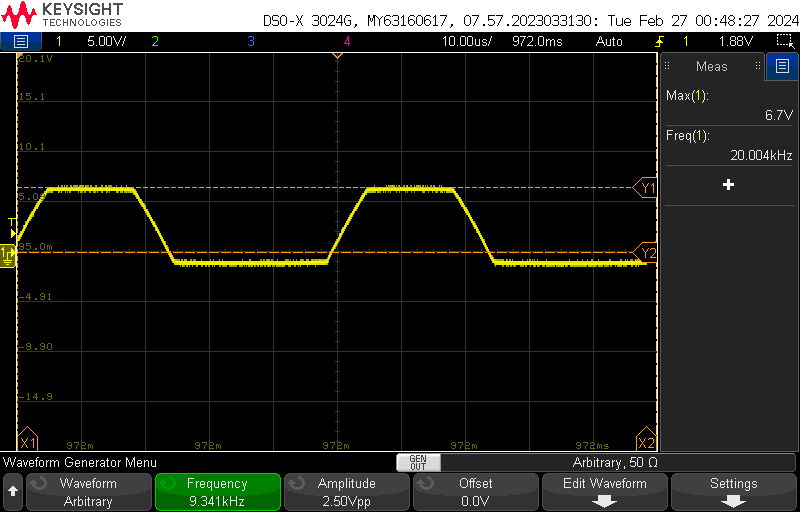 KEYSIGHT
TECHNOLOGIES
DSO-X 3024G, MY63160617, 07.57.2023033130: Tue Feb 27 00:48:27 2024
1 5.00V/ 2 3 4 10.00us/ 972.0ms Auto 1 1.88V
20.1V
15.1
10.1
5.09
95.0m
-4.91
-9.90
-14.9
T
1
Y1
Y2
X1
X2
972m 972m 972m 972m 972ms
Meas
Max(1):
6.7V
Freq(1):
20.004kHz
+
Waveform Generator Menu
GEN
OUT
Arbitrary, 50 Ω
Waveform
Arbitrary
Frequency
9.341kHz
Amplitude
2.50Vpp
Offset
0.0V
Edit Waveform
Settings